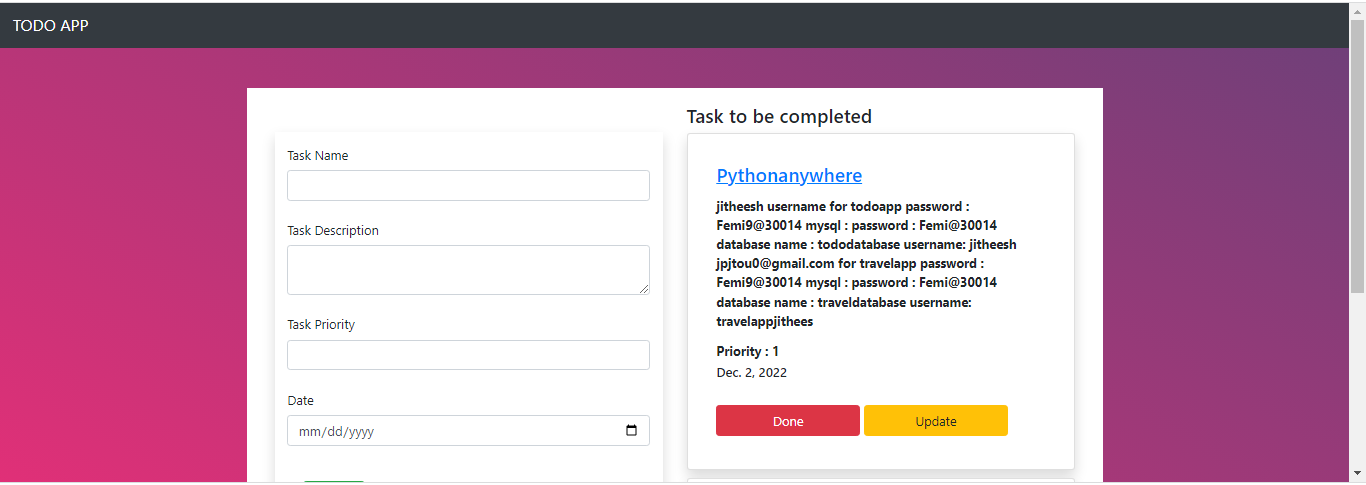 TODO APP
Task Name
Task Description
Task Priority
Date
mm/dd/yyyy
Task to be completed
Pythonanywhere
jitheesh username for todoapp password :
Femi9@30014 mysql : password : Femi@30014
database name : tododatabase username: jitheesh
jpjtou0@gmail.com for travelapp password :
Femi9@30014 mysql : password : Femi@30014
database name : traveldatabase username:
travelappjithees
Priority : 1
Dec. 2, 2022
Done
Update